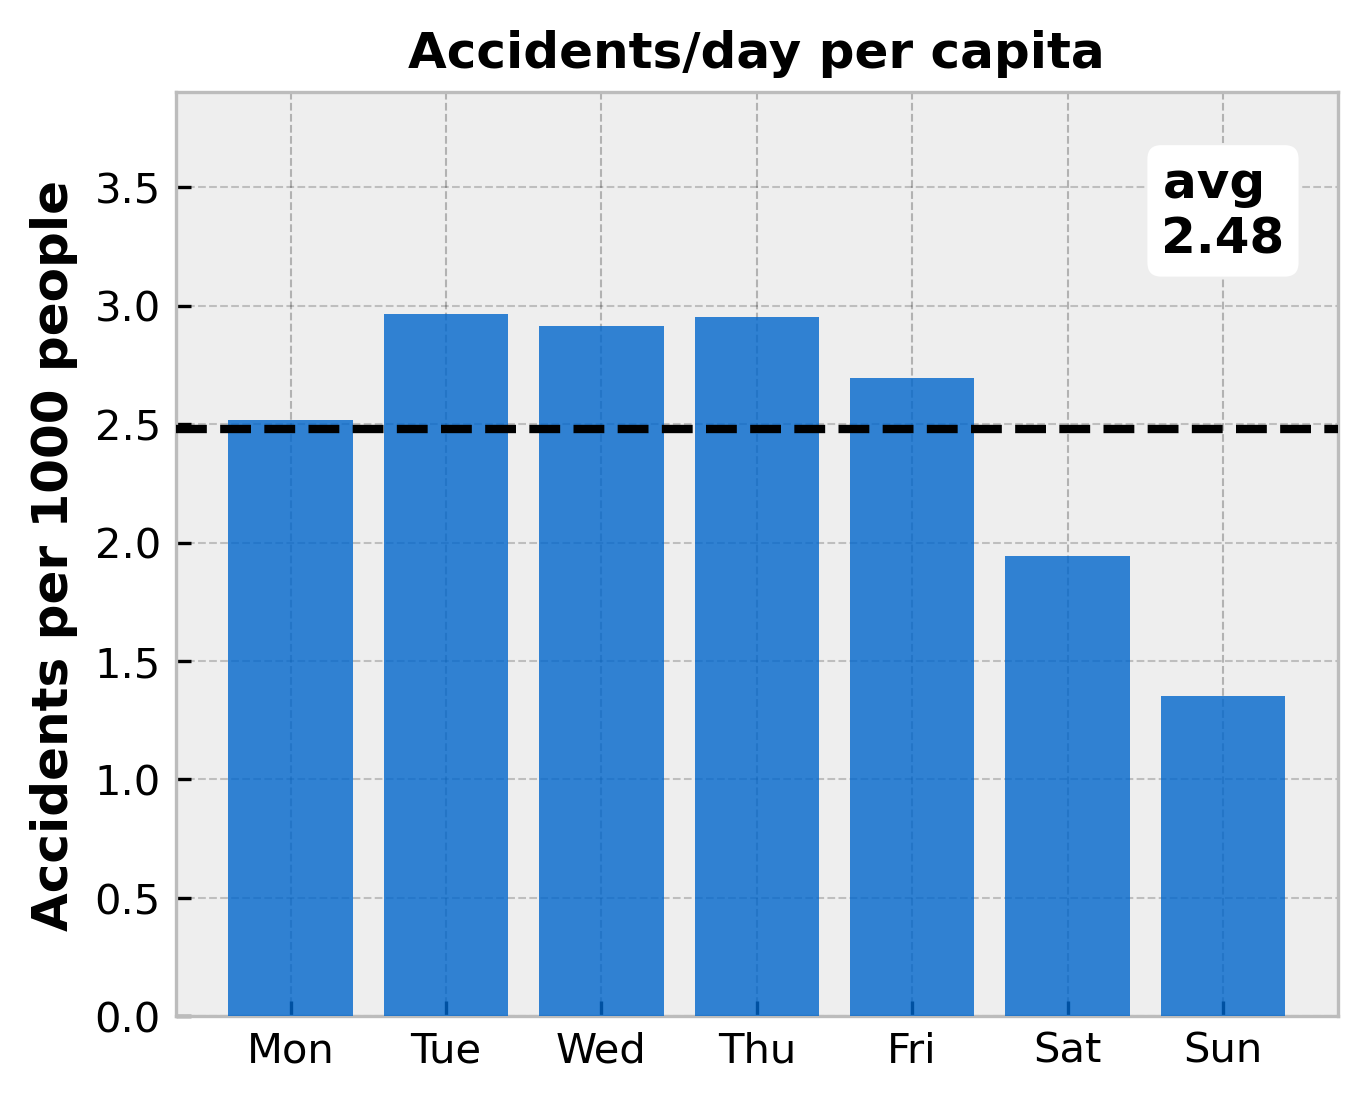 Accidents/day per capita
Accidents per 1000 people
3.5
3.0
2.5
2.0
1.5
1.0
0.5
0.0
avg
2.48
Mon Tue Wed Thu Fri Sat Sun